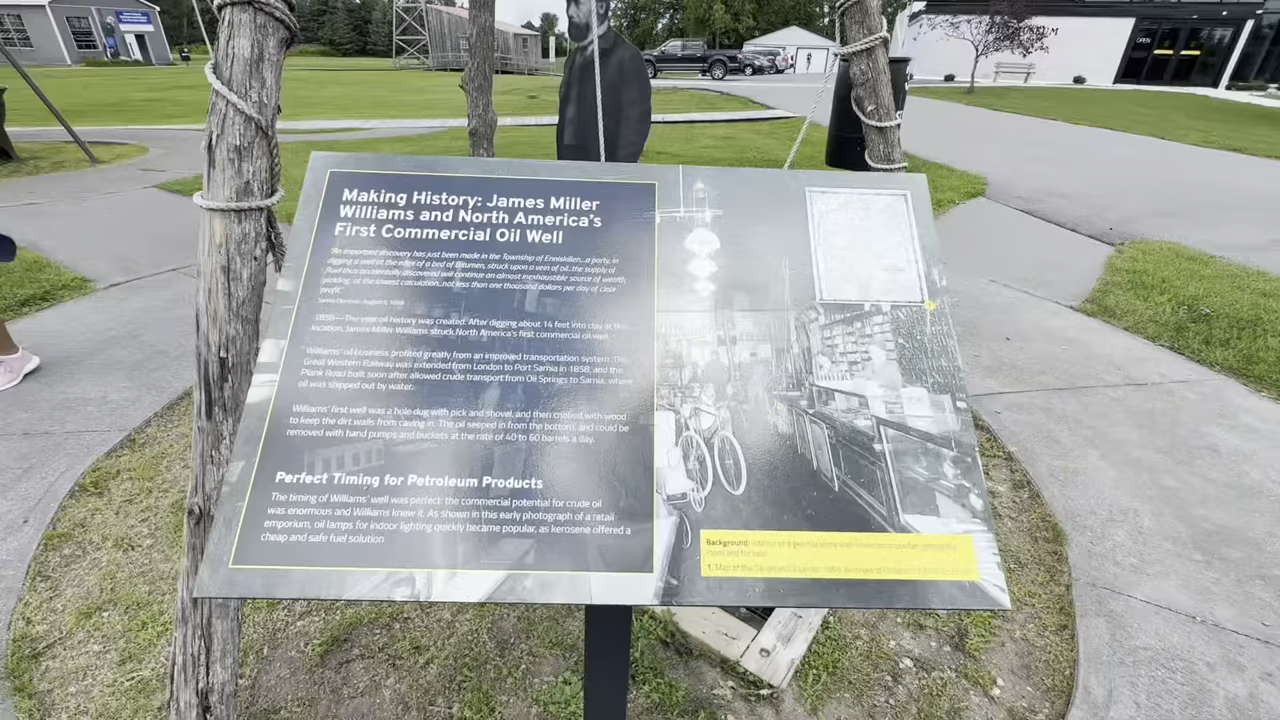 Making History: James Miller
Williams and North America's
First Commercial Oil Well
"An important discovery has just been made in the Township of Enniskillen...a party, in
digging a well at the edge of a bed of Bitumen, struck upon a vein of oil...the supply of
fluid thus accidentally discovered will continue an almost inexhaustible source of wealth,
yielding, at the lowest calculation...not less than one thousand dollars per day of clear
profit."
Sarnia Observer, August 5, 1858
1858—The year oil history was created. After digging about 14 feet into clay at this
location, James Miller Williams struck North America's first commercial oil well.
Williams' oil business profited greatly from an improved transportation system. The
Great Western Railway was extended from London to Port Sarnia in 1858, and the
Plank Road built soon after allowed crude transport from Oil Springs to Sarnia, where
oil was shipped out by water.
Williams' first well was a hole dug with pick and shovel, and then cribbed with wood
to keep the dirt walls from caving in. The oil seeped in from the bottom, and could be
removed with hand pumps and buckets at the rate of 40 to 60 barrels a day.
Perfect Timing for Petroleum Products
The timing of Williams' well was perfect: the commercial potential for crude oil
was enormous and Williams knew it. As shown in this early photograph of a retail
emporium, oil lamps for indoor lighting quickly became popular, as kerosene offered a
cheap and safe fuel solution.
Background:
OPEN